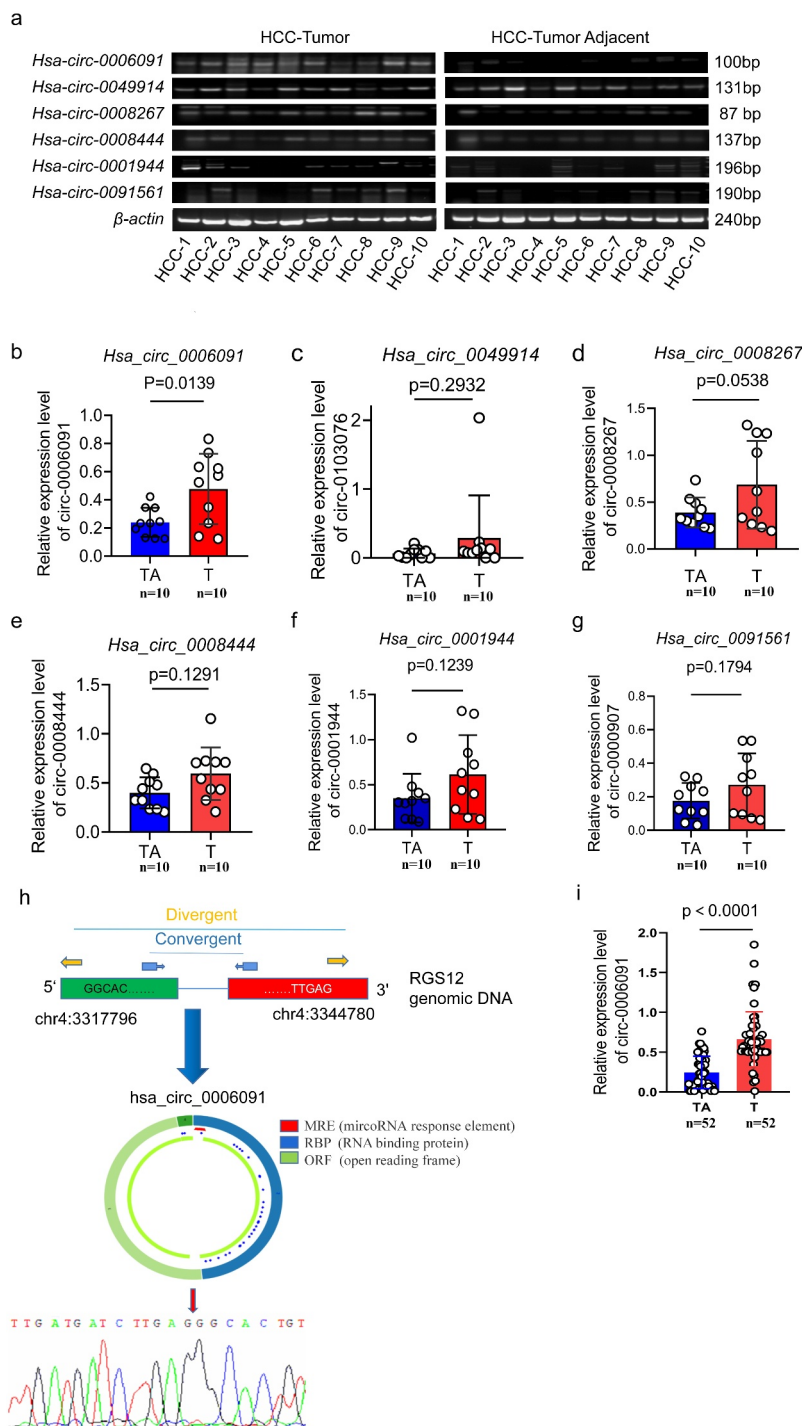 a
HCC-Tumor
HCC-Tumor Adjacent
Hsa-circ-0006091
100bp
Hsa-circ-0049914
131bp
Hsa-circ-0008267
87 bp
Hsa-circ-0008444
137bp
Hsa-circ-0001944
196bp
Hsa-circ-0091561
190bp
β-actin
240bp
HCC-1
HCC-2
HCC-3
HCC-4
HCC-5
HCC-6
HCC-7
HCC-8
HCC-9
HCC-10
HCC-1
HCC-2
HCC-3
HCC-4
HCC-5
HCC-6
HCC-7
HCC-8
HCC-9
HCC-10
b
Hsa_circ_0006091
P=0.0139
Relative expression level
of circ-0006091
1.0
0.8
0.6
0.4
0.2
0.0
TA
T
n=10
n=10
c
Hsa_circ_0049914
p=0.2932
Relative expression level
of circ-0103076
2
1
0
TA
T
n=10
n=10
d
Hsa_circ_0008267
p=0.0538
Relative expression level
of circ-0008267
1.5
1.0
0.5
0.0
TA
T
n=10
n=10
e
Hsa_circ_0008444
p=0.1291
Relative expression level
of circ-0008444
1.5
1.0
0.5
0.0
TA
T
n=10
n=10
f
Hsa_circ_0001944
p=0.1239
Relative expression level
of circ-0001944
1.5
1.0
0.5
0.0
TA
T
n=10
n=10
g
Hsa_circ_0091561
p=0.1794
Relative expression level
of circ-0000907
0.8
0.6
0.4
0.2
0.0
TA
T
n=10
n=10
h
Divergent
Convergent
5'
GGCAC.......
.......TTGAG
3'
RGS12
genomic DNA
chr4:3317796
chr4:3344780
hsa_circ_0006091
MRE (mircoRNA response element)
RBP (RNA binding protein)
ORF (open reading frame)
T T G A T G A T C T T G A G G G C A C T G T
i
p < 0.0001
Relative expression level
of circ-0006091
2.0
1.5
1.0
0.5
0.0
TA
T
n=52
n=52